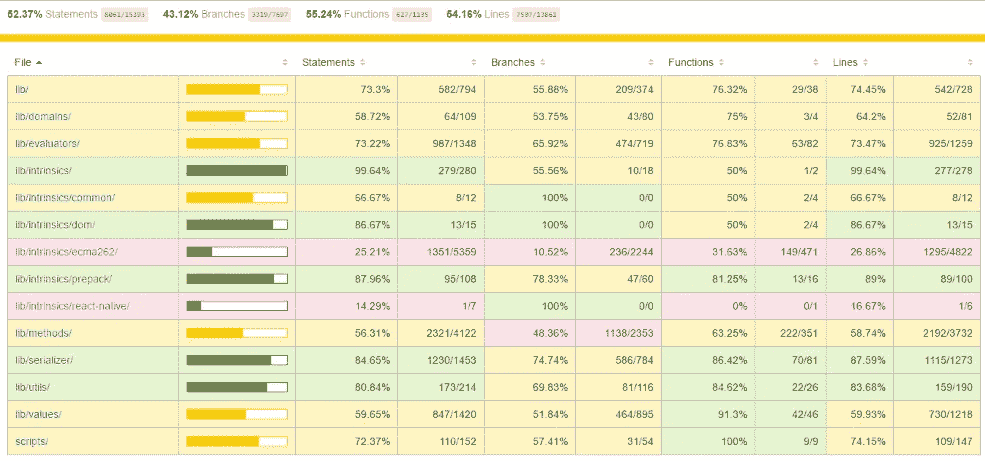 52.37% Statements 8061/15393 43.12% Branches 3319/7697 55.24% Functions 627/1135 54.16% Lines 7507/13861
File Statements Branches Functions Lines
lib/ 73.3% 582/794 55.88% 209/374 76.32% 29/38 74.45% 542/728
lib/domains/ 58.72% 64/109 53.75% 43/80 75% 3/4 64.2% 52/81
lib/evaluators/ 73.22% 987/1348 65.92% 474/719 76.83% 63/82 73.47% 925/1259
lib/intrinsics/ 99.64% 279/280 55.56% 10/18 50% 1/2 99.64% 277/278
lib/intrinsics/common/ 66.67% 8/12 100% 0/0 50% 2/4 66.67% 8/12
lib/intrinsics/dom/ 86.67% 13/15 100% 0/0 50% 2/4 86.67% 13/15
lib/intrinsics/ecma262/ 25.21% 1351/5359 10.52% 236/2244 31.63% 149/471 26.86% 1295/4822
lib/intrinsics/prepack/ 87.96% 95/108 78.33% 47/60 81.25% 13/16 89% 89/100
lib/intrinsics/react-native/ 14.29% 1/7 100% 0/0 0% 0/1 16.67% 1/6
lib/methods/ 56.31% 2321/4122 48.36% 1138/2353 63.25% 222/351 58.74% 2192/3732
lib/serializer/ 84.65% 1230/1453 74.74% 586/784 86.42% 70/81 87.59% 1115/1273
lib/utils/ 80.84% 173/214 69.83% 81/116 84.62% 22/26 83.68% 159/190
lib/values/ 59.65% 847/1420 51.84% 464/895 91.3% 42/46 59.93% 730/1218
scripts/ 72.37% 110/152 57.41% 31/54 100% 9/9 74.15% 109/147